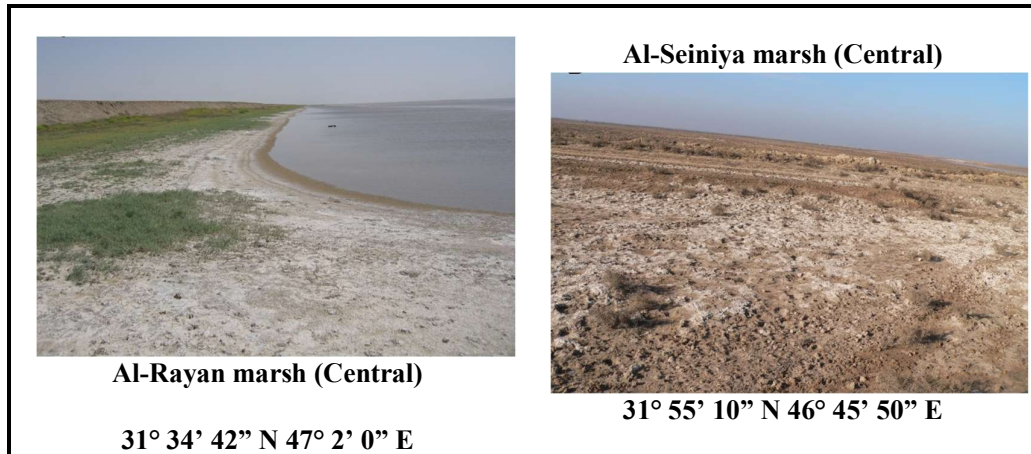 Al-Rayan marsh (Central)
31° 34’ 42” N 47° 2’ 0” E
Al-Seiniya marsh (Central)
31° 55’ 10” N 46° 45’ 50” E